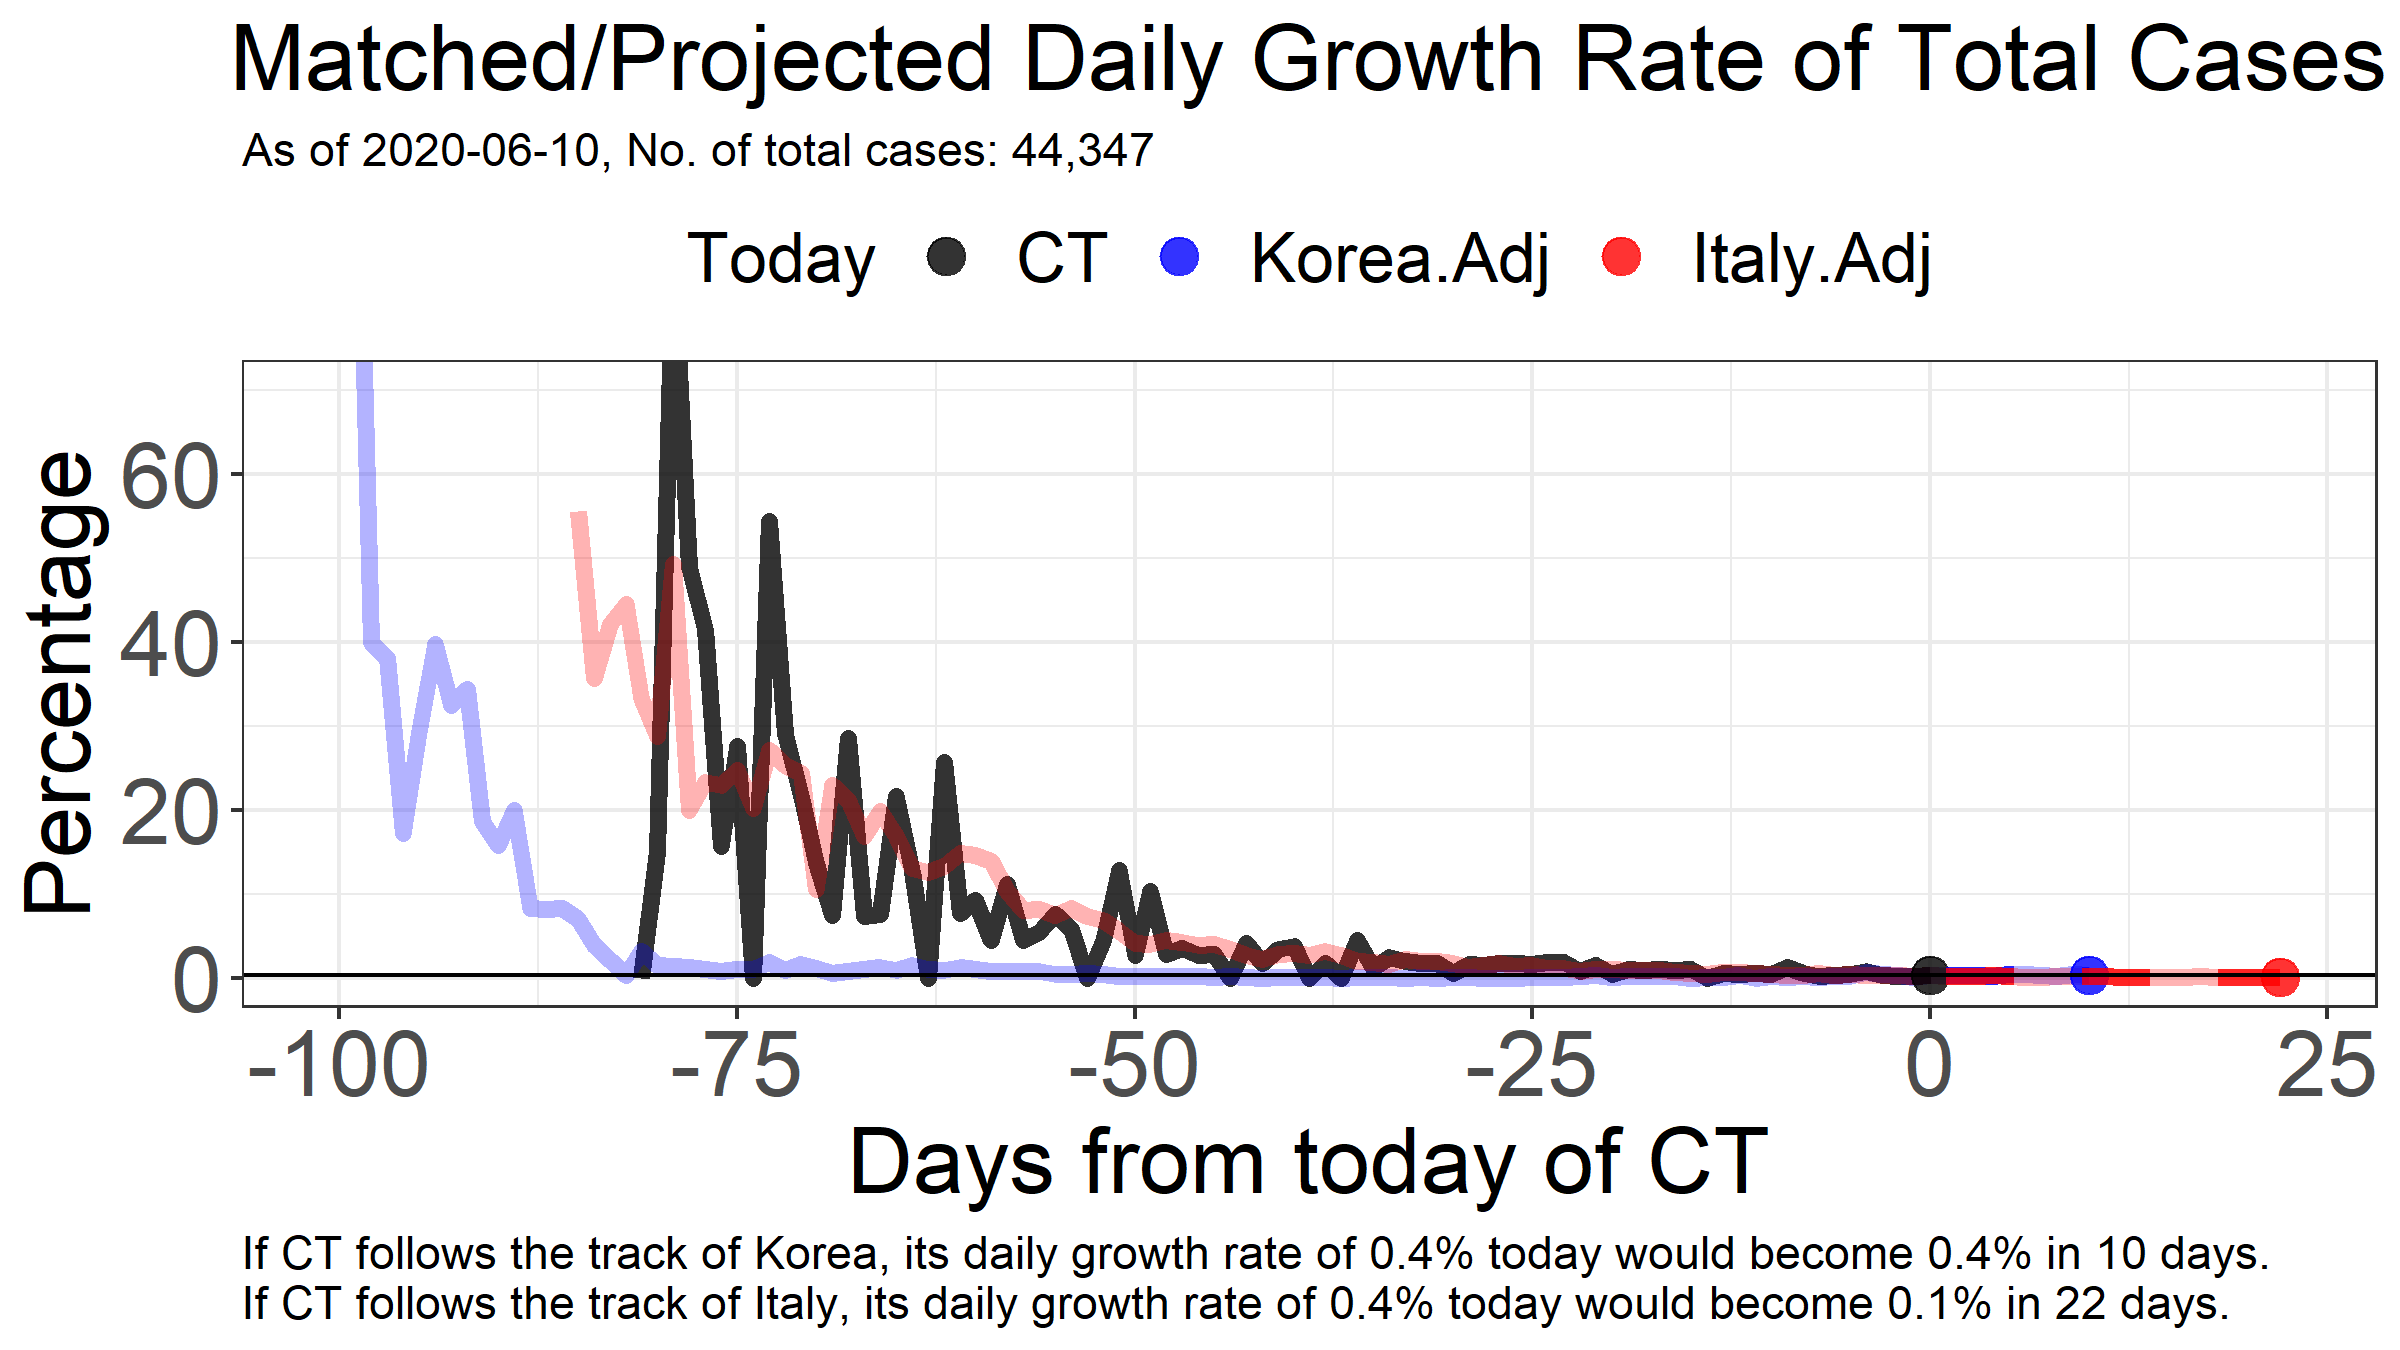 Matched/Projected Daily Growth Rate of Total Cases
As of 2020-06-10, No. of total cases: 44,347
Today CT Korea.Adj Italy.Adj
Percentage
60
40
20
0
-100 -75 -50 -25 0 25
Days from today of CT
If CT follows the track of Korea, its daily growth rate of 0.4% today would become 0.4% in 10 days.
If CT follows the track of Italy, its daily growth rate of 0.4% today would become 0.1% in 22 days.